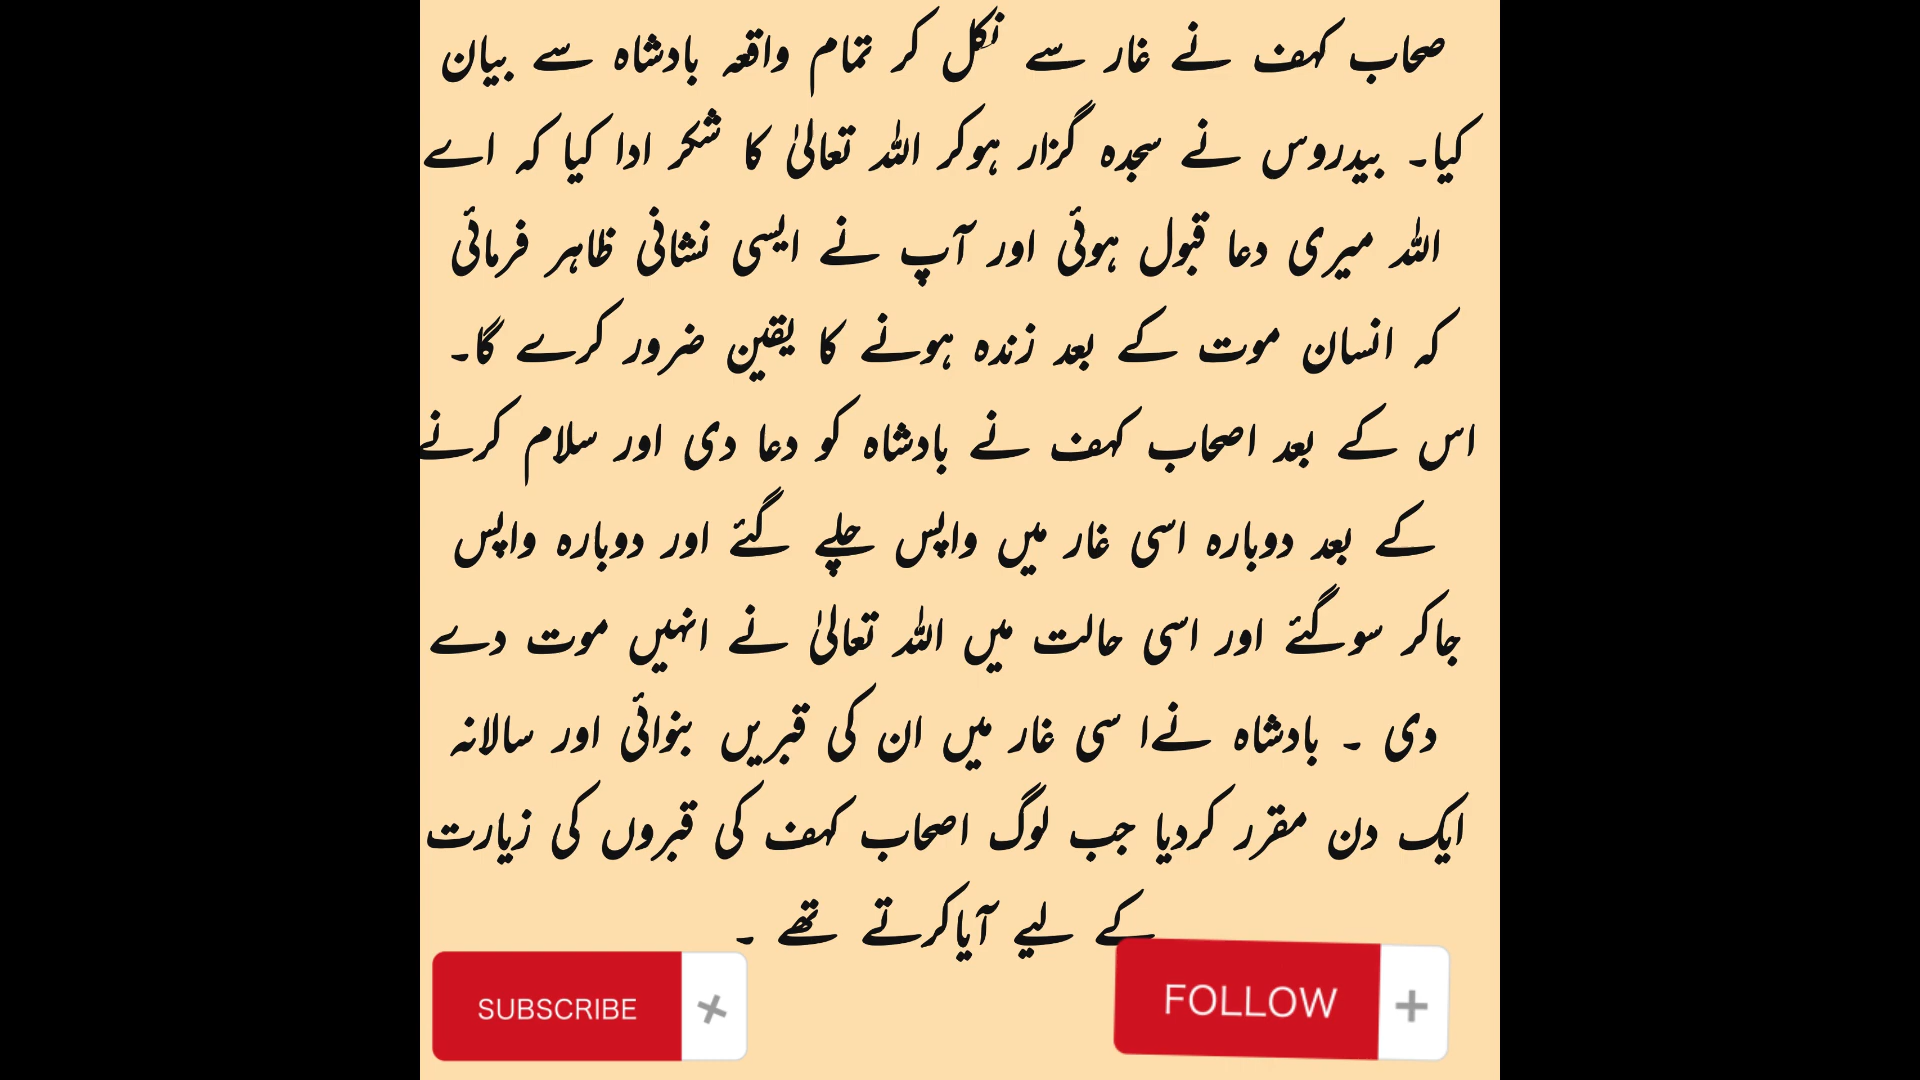 صحاب کہف نے غار سے نکل کر تمام واقعہ بادشاہ سے بیان
کیا۔ بیدروس نے سجدہ گزار ہوکر اللہ تعالیٰ کا شکر ادا کیا کہ اے
اللہ میری دعا قبول ہوئی اور آپ نے ایسی نشانی ظاہر فرمائی
کہ انسان موت کے بعد زندہ ہونے کا یقین ضرور کرے گا۔
اس کے بعد اصحاب کہف نے بادشاہ کو دعا دی اور سلام کرنے
کے بعد دوبارہ اسی غار میں واپس چلے گئے اور دوبارہ واپس
جاکر سوگئے اور اسی حالت میں اللہ تعالیٰ نے انہیں موت دے
دی ۔ بادشاہ نےا سی غار میں ان کی قبریں بنوائی اور سالانہ
ایک دن مقرر کردیا جب لوگ اصحاب کہف کی قبروں کی زیارت
کے لیے آیاکرتے تھے ۔
SUBSCRIBE
FOLLOW